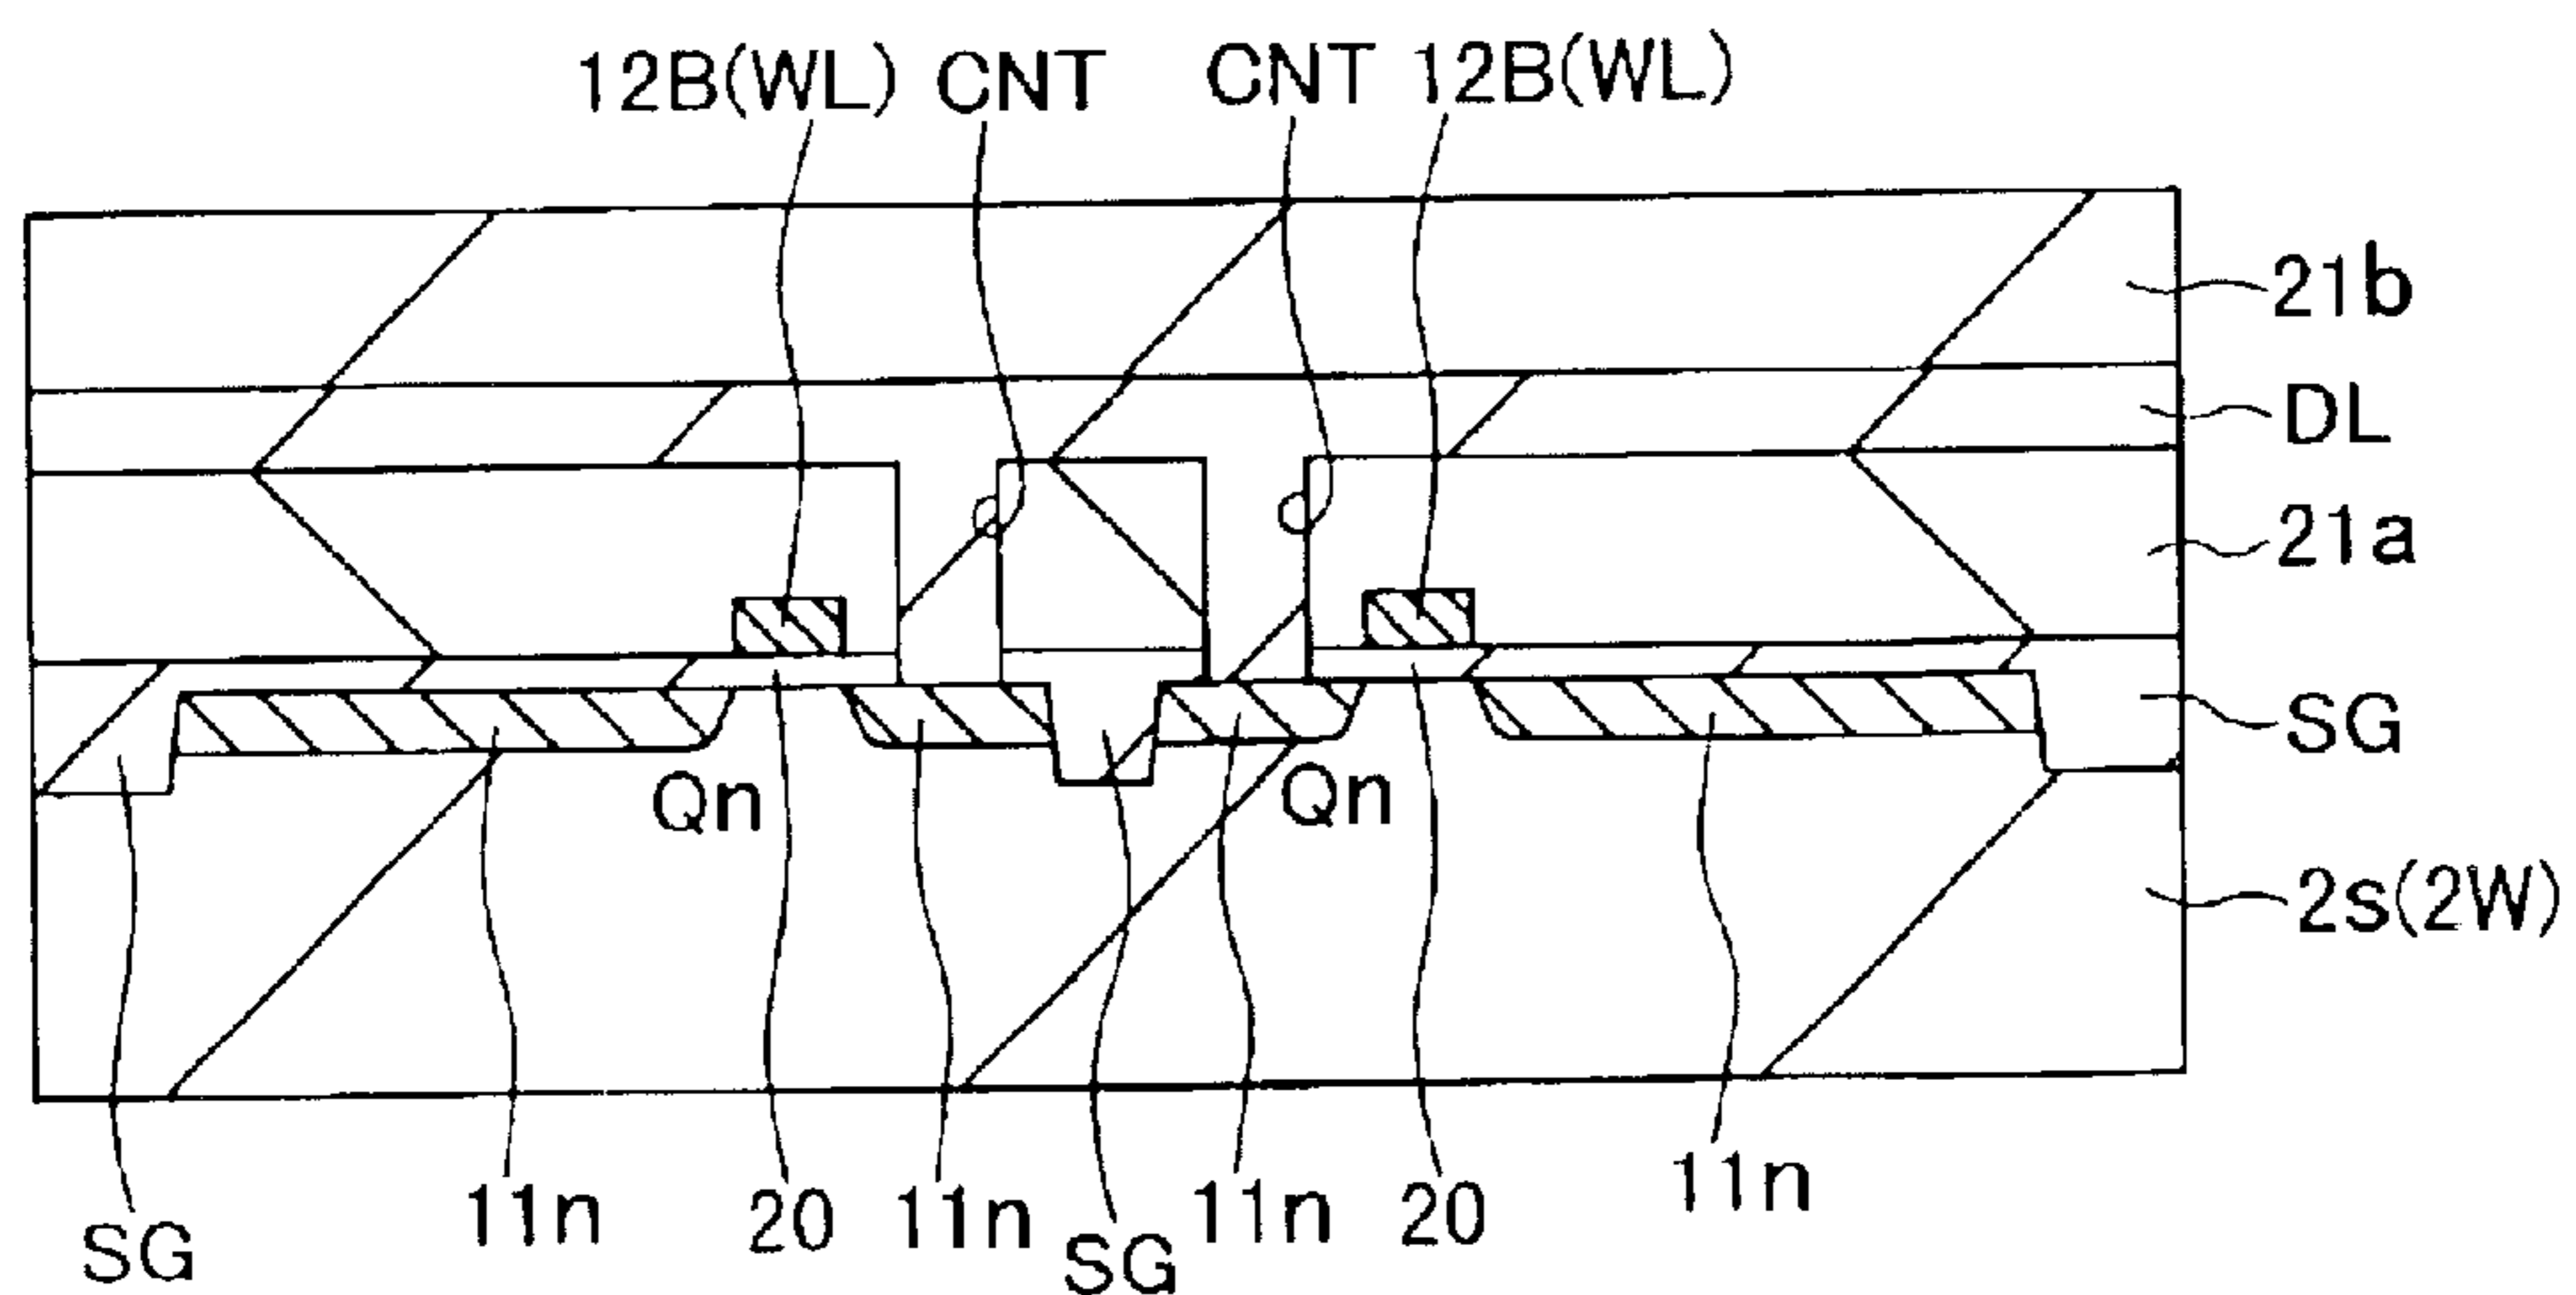 12B(WL) CNT CNT 12B(WL)
21b
DL
21a
SG
Qn Qn
2s(2W)
11n 20 11n 11n 20 11n
SG SG